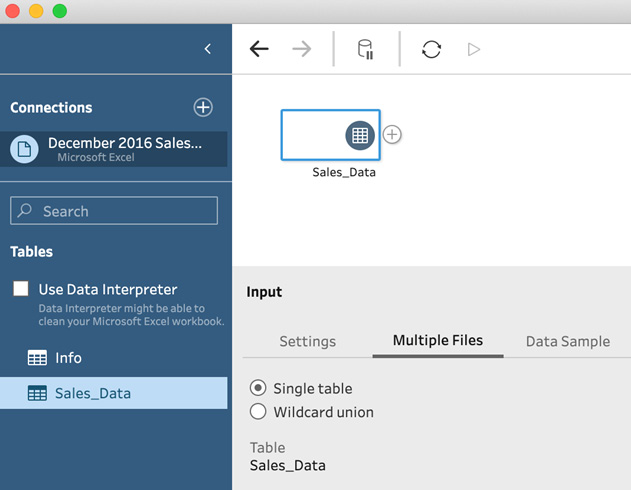 Connections
December 2016 Sales...
Microsoft Excel
Search
Tables
Use Data Interpreter
Data Interpreter might be able to
clean your Microsoft Excel workbook.
Info
Sales_Data
Sales_Data
Input
Settings
Multiple Files
Data Sample
Single table
Wildcard union
Table
Sales_Data